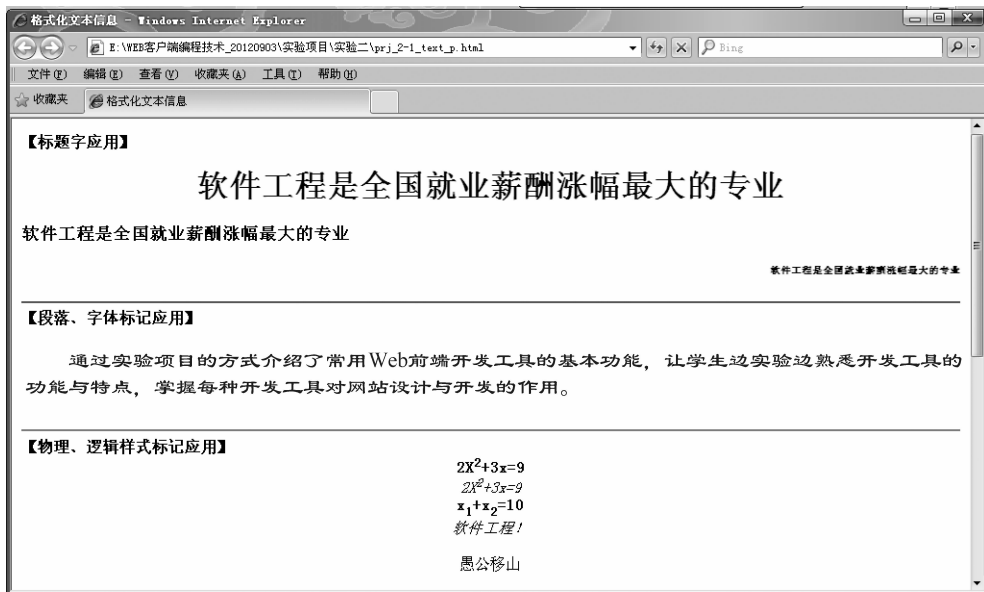 格式化文本信息 - Windows Internet Explorer
E:\WEB客户端编程技术_20120903\实验项目\实验二\prj_2-1_text_p.html
Bing
文件(F) 编辑(E) 查看(V) 收藏夹(A) 工具(T) 帮助(H)
收藏夹 格式化文本信息
【标题字应用】
软件工程是全国就业薪酬涨幅最大的专业
软件工程是全国就业薪酬涨幅最大的专业
软件工程是全国就业薪酬涨幅最大的专业
【段落、字体标记应用】
通过实验项目的方式介绍了常用Web前端开发工具的基本功能，让学生边实验边熟悉开发工具的
功能与特点，掌握每种开发工具对网站设计与开发的作用。
【物理、逻辑样式标记应用】
2X²+3x=9
2X²+3x=9
x₁+x₂=10
软件工程!
愚公移山